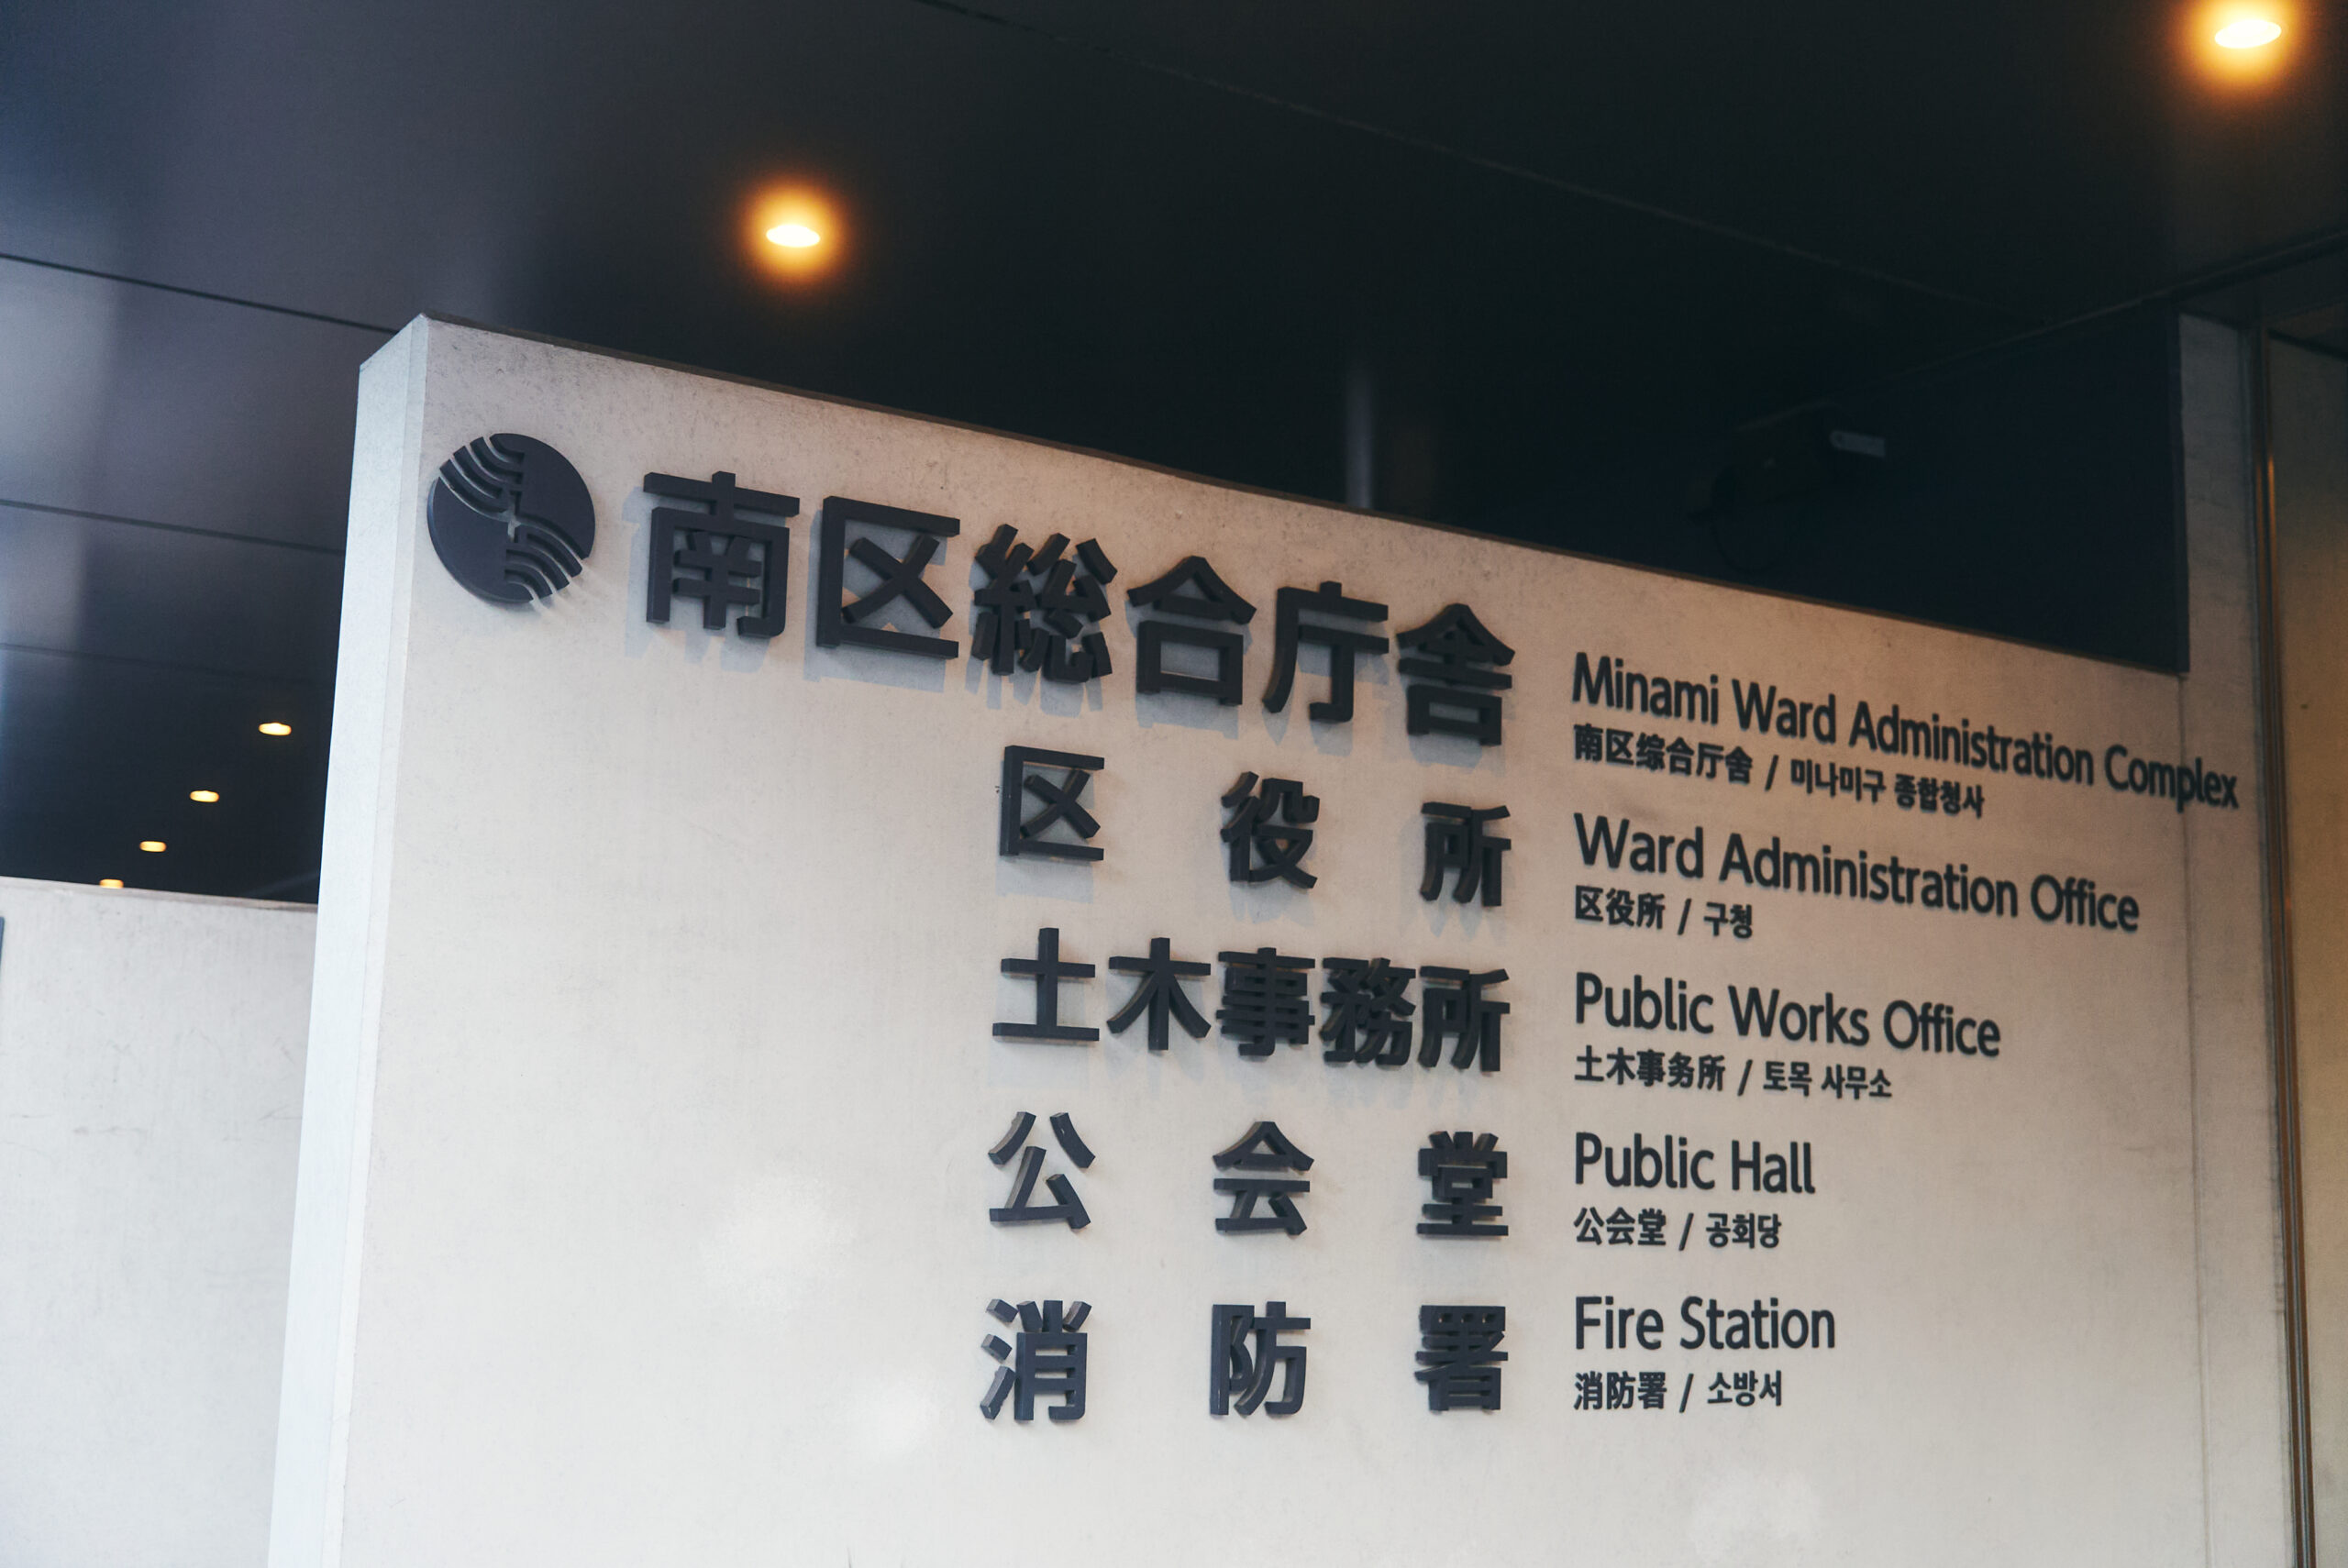 南区総合庁舎
Minami Ward Administration Complex
南区综合厅舍 / 미나미구 종합청사
区役所
Ward Administration Office
区役所 / 구청
土木事務所
Public Works Office
土木事务所 / 토목 사무소
公会堂
Public Hall
公会堂 / 공회당
消防署
Fire Station
消防署 / 소방서